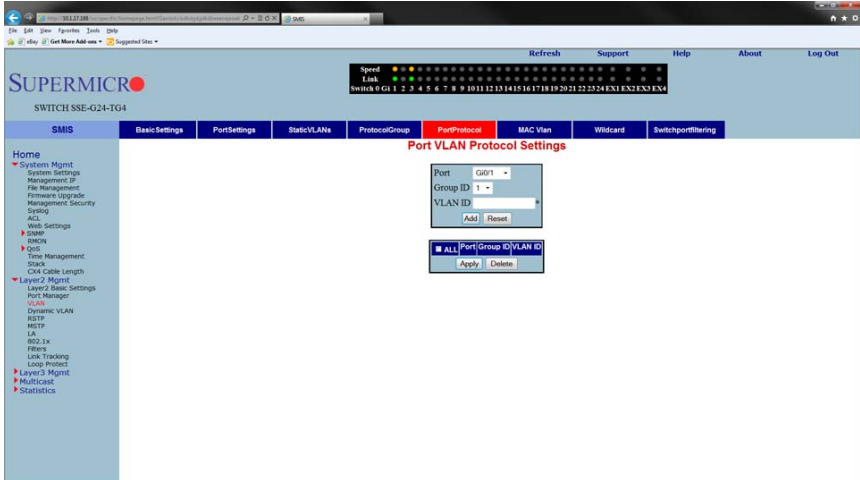 SMIS
File Edit View Favorites Tools Help
eBay Get More Add-ons Suggested Sites
Refresh Support Help About Log Out
SUPERMICR
SWITCH SSE-G24-TG4
Speed
Link
Switch 0 Gi 1 2 3 4 5 6 7 8 9 10 11 12 13 14 15 16 17 18 19 20 21 22 23 24 EX1 EX2 EX3 EX4
SMIS BasicSettings PortSettings StaticVLANs ProtocolGroup PortProtocol MAC Vlan Wildcard Switchportfiltering
Home
System Mgmt
System Settings
Management IP
File Management
Firmware Upgrade
Management Security
Syslog
ACL
Web Settings
SNMP
RMON
QoS
Time Management
Stack
CX4 Cable Length
Layer2 Mgmt
Layer2 Basic Settings
Port Manager
VLAN
Dynamic VLAN
RSTP
MSTP
LA
802.1x
Filters
Link Tracking
Loop Protect
Layer3 Mgmt
Multicast
Statistics
Port VLAN Protocol Settings
Port Gi0/1
Group ID 1
VLAN ID *
Add Reset
ALL Port Group ID VLAN ID
Apply Delete